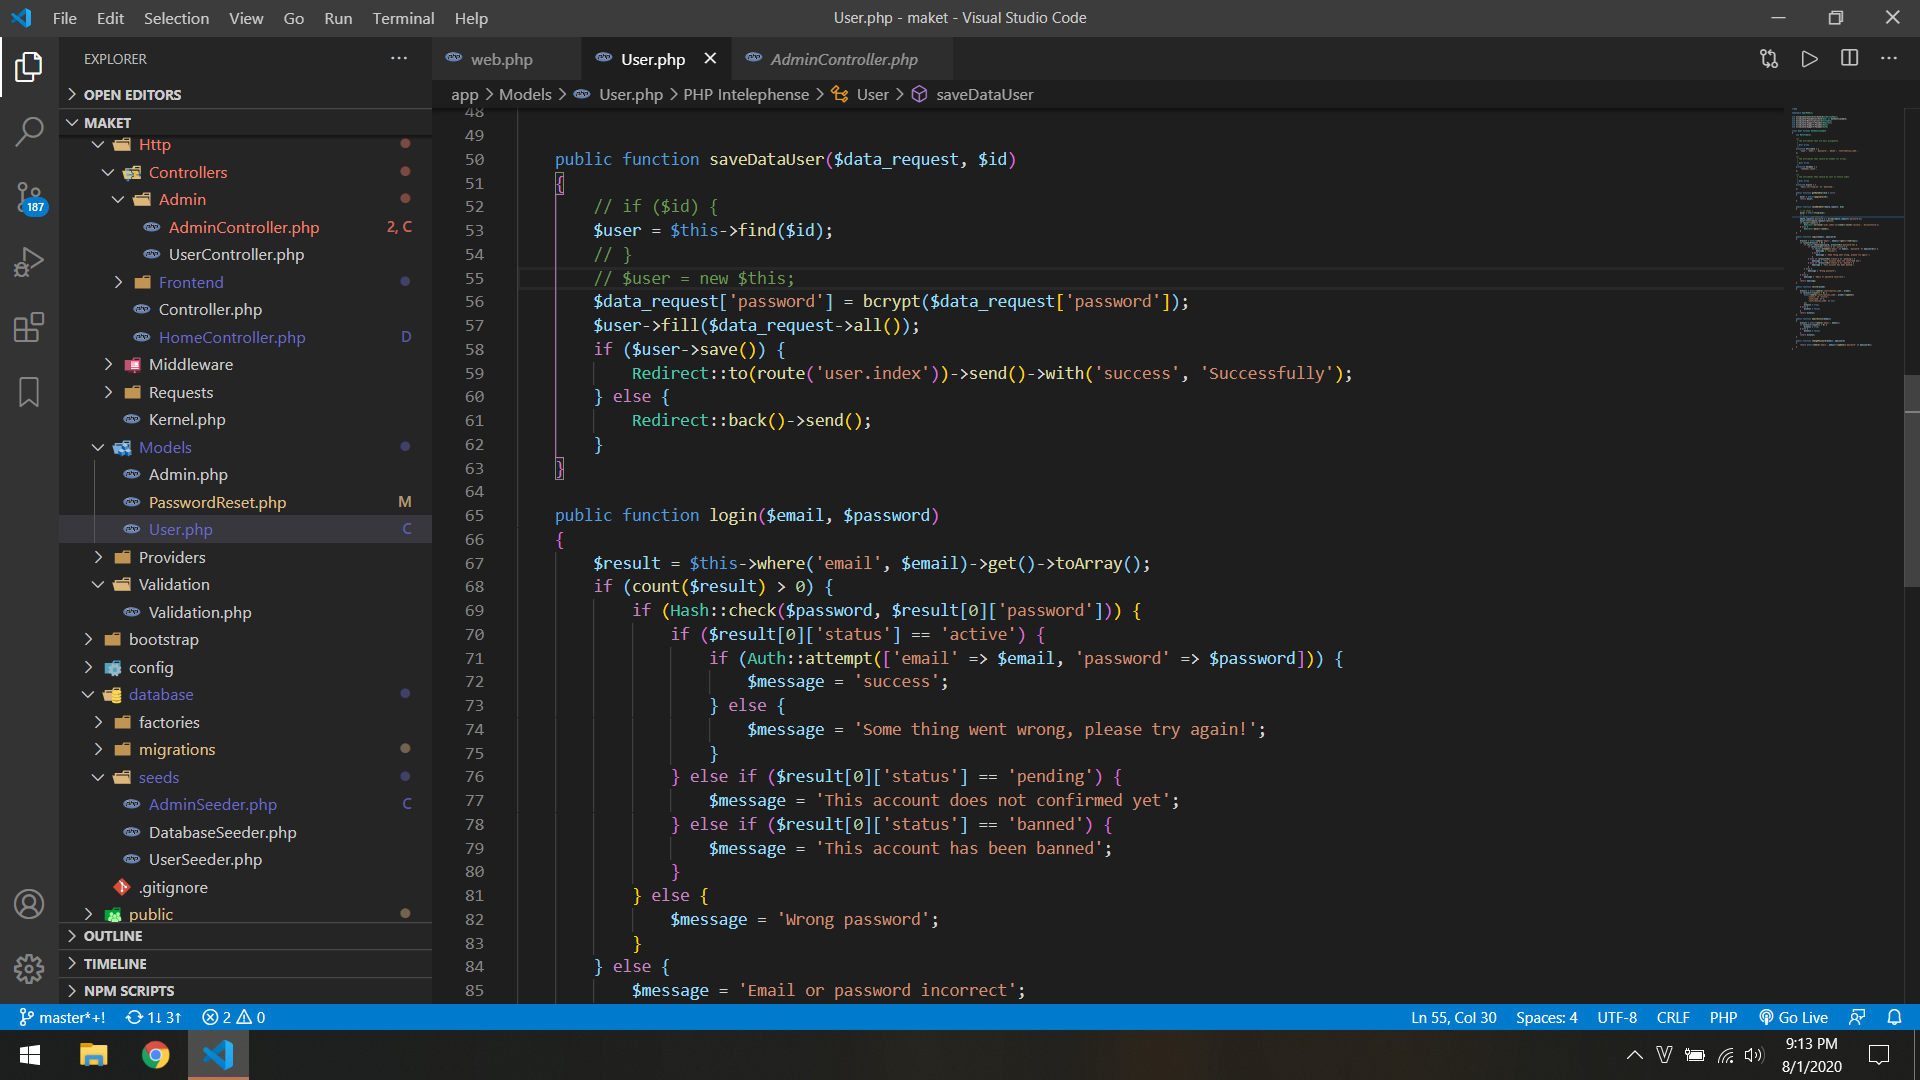 File Edit Selection View Go Run Terminal Help
User.php - maket - Visual Studio Code
EXPLORER
OPEN EDITORS
MAKET
Http
Controllers
Admin
AdminController.php 2, C
UserController.php
Frontend
Controller.php
HomeController.php D
Middleware
Requests
Kernel.php
Models
Admin.php
PasswordReset.php M
User.php C
Providers
Validation
Validation.php
bootstrap
config
database
factories
migrations
seeds
AdminSeeder.php C
DatabaseSeeder.php
UserSeeder.php
.gitignore
public
OUTLINE
TIMELINE
NPM SCRIPTS
187
web.php User.php AdminController.php
app > Models > User.php > PHP Intelephense > User > saveDataUser
48
49
50 public function saveDataUser($data_request, $id)
51 {
52 // if ($id) {
53 $user = $this->find($id);
54 // }
55 // $user = new $this;
56 $data_request['password'] = bcrypt($data_request['password']);
57 $user->fill($data_request->all());
58 if ($user->save()) {
59 Redirect::to(route('user.index'))->send()->with('success', 'Successfully');
60 } else {
61 Redirect::back()->send();
62 }
63 }
64
65 public function login($email, $password)
66 {
67 $result = $this->where('email', $email)->get()->toArray();
68 if (count($result) > 0) {
69 if (Hash::check($password, $result[0]['password'])) {
70 if ($result[0]['status'] == 'active') {
71 if (Auth::attempt(['email' => $email, 'password' => $password])) {
72 $message = 'success';
73 } else {
74 $message = 'Some thing went wrong, please try again!';
75 }
76 } else if ($result[0]['status'] == 'pending') {
77 $message = 'This account does not confirmed yet';
78 } else if ($result[0]['status'] == 'banned') {
79 $message = 'This account has been banned';
80 }
81 } else {
82 $message = 'Wrong password';
83 }
84 } else {
85 $message = 'Email or password incorrect';
master*+! 1↓ 3↑ 2 0
Ln 55, Col 30 Spaces: 4 UTF-8 CRLF PHP Go Live
9:13 PM
8/1/2020